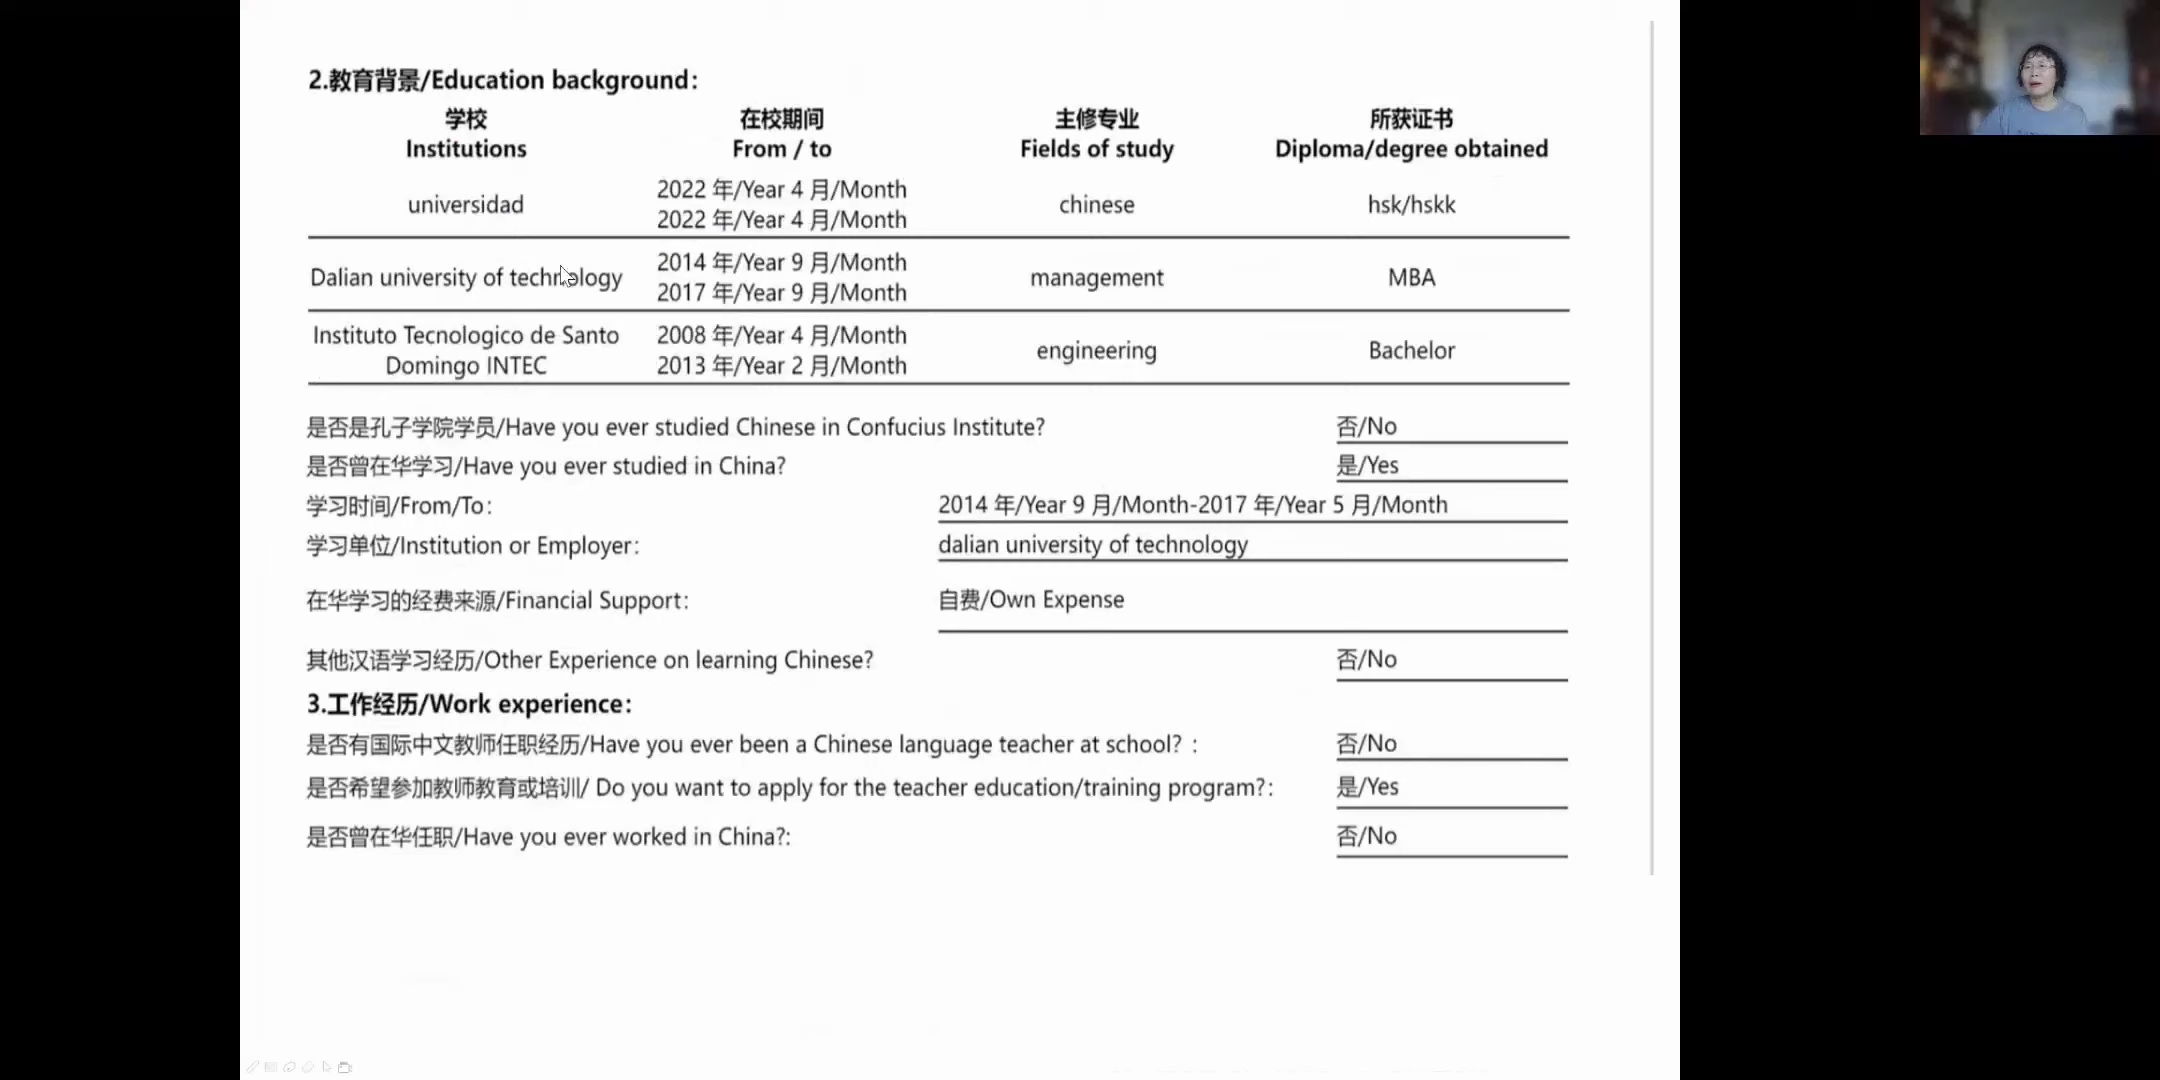 2.教育背景/Education background:
学校 在校期间 主修专业 所获证书
Institutions From / to Fields of study Diploma/degree obtained
universidad 2022 年/Year 4 月/Month chinese hsk/hskk
2022 年/Year 4 月/Month
Dalian university of technology 2014 年/Year 9 月/Month management MBA
2017 年/Year 9 月/Month
Instituto Tecnologico de Santo 2008 年/Year 4 月/Month engineering Bachelor
Domingo INTEC 2013 年/Year 2 月/Month
是否是孔子学院学员/Have you ever studied Chinese in Confucius Institute? 否/No
是否曾在华学习/Have you ever studied in China? 是/Yes
学习时间/From/To: 2014 年/Year 9 月/Month-2017 年/Year 5 月/Month
学习单位/Institution or Employer: dalian university of technology
在华学习的经费来源/Financial Support: 自费/Own Expense
其他汉语学习经历/Other Experience on learning Chinese? 否/No
3.工作经历/Work experience:
是否有国际中文教师任职经历/Have you ever been a Chinese language teacher at school? : 否/No
是否希望参加教师教育或培训/ Do you want to apply for the teacher education/training program?: 是/Yes
是否曾在华任职/Have you ever worked in China?: 否/No